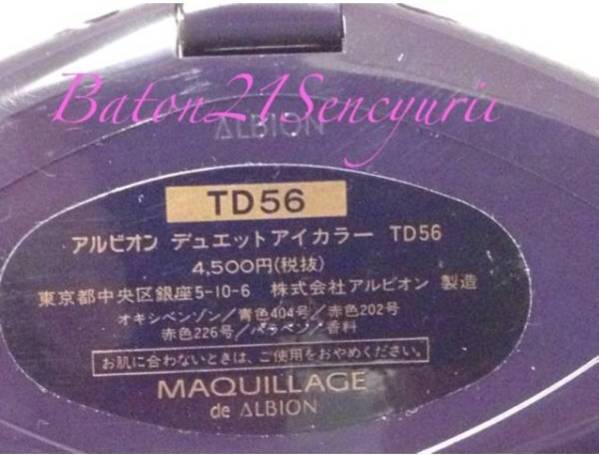 Baton21Sencyurii
ALBION
TD56
アルビオン デュエットアイカラー TD56
4,500円(税抜)
東京都中央区銀座5-10-6 株式会社アルビオン 製造
オキシベンゾン/青色404号/赤色202号
赤色226号/パラベン/香料
お肌に合わないときは、ご使用をおやめください。
MAQUILLAGE
de ALBION